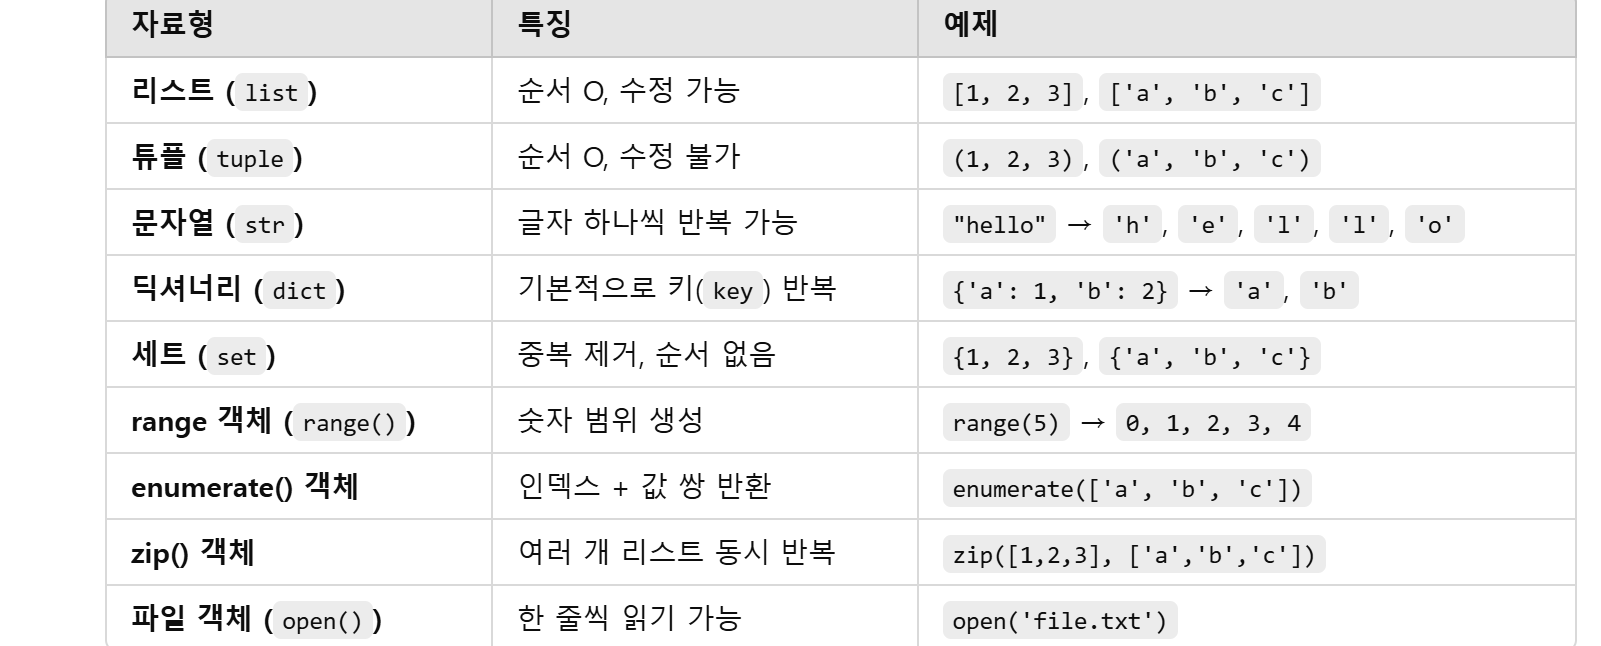 자료형 특징 예제
리스트 (list) 순서 O, 수정 가능 [1, 2, 3], ['a', 'b', 'c']
튜플 (tuple) 순서 O, 수정 불가 (1, 2, 3), ('a', 'b', 'c')
문자열 (str) 글자 하나씩 반복 가능 "hello" → 'h', 'e', 'l', 'l', 'o'
딕셔너리 (dict) 기본적으로 키(key) 반복 {'a': 1, 'b': 2} → 'a', 'b'
세트 (set) 중복 제거, 순서 없음 {1, 2, 3}, {'a', 'b', 'c'}
range 객체 (range()) 숫자 범위 생성 range(5) → 0, 1, 2, 3, 4
enumerate() 객체 인덱스 + 값 쌍 반환 enumerate(['a', 'b', 'c'])
zip() 객체 여러 개 리스트 동시 반복 zip([1,2,3], ['a','b','c'])
파일 객체 (open()) 한 줄씩 읽기 가능 open('file.txt')